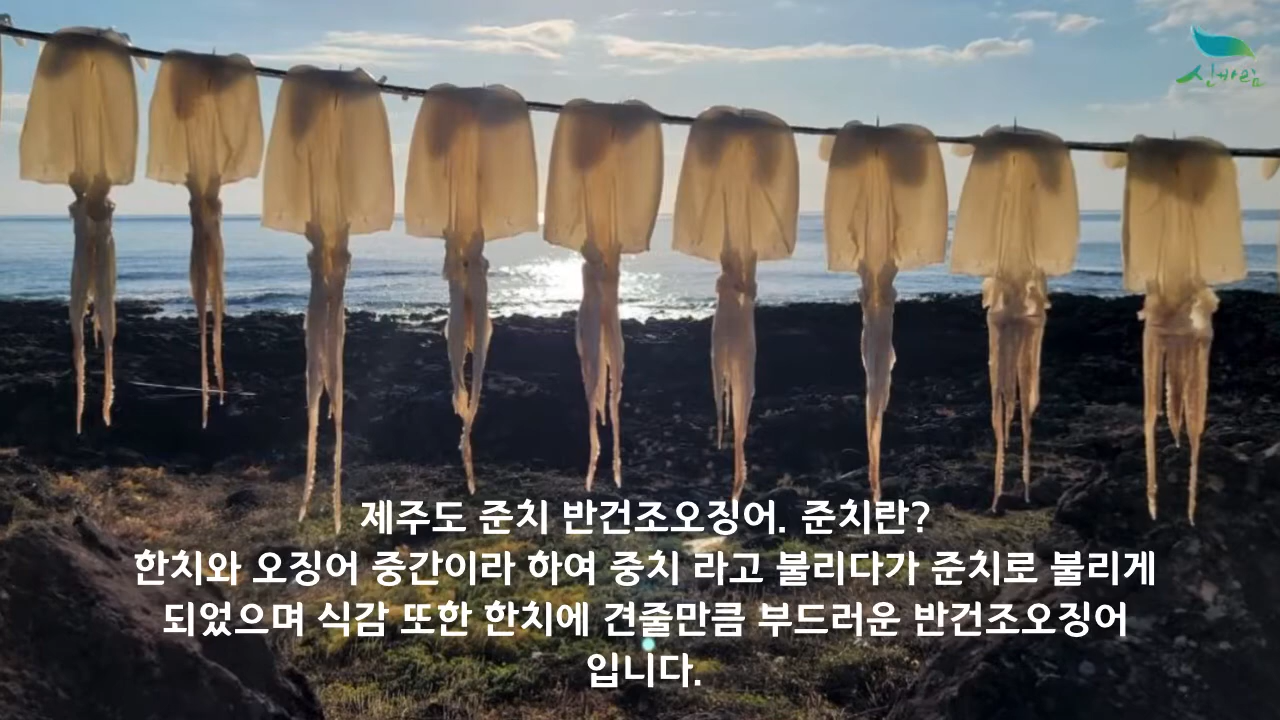 신바람
제주도 준치 반건조오징어. 준치란?
한치와 오징어 중간이라 하여 중치 라고 불리다가 준치로 불리게
되었으며 식감 또한 한치에 견줄만큼 부드러운 반건조오징어
입니다.